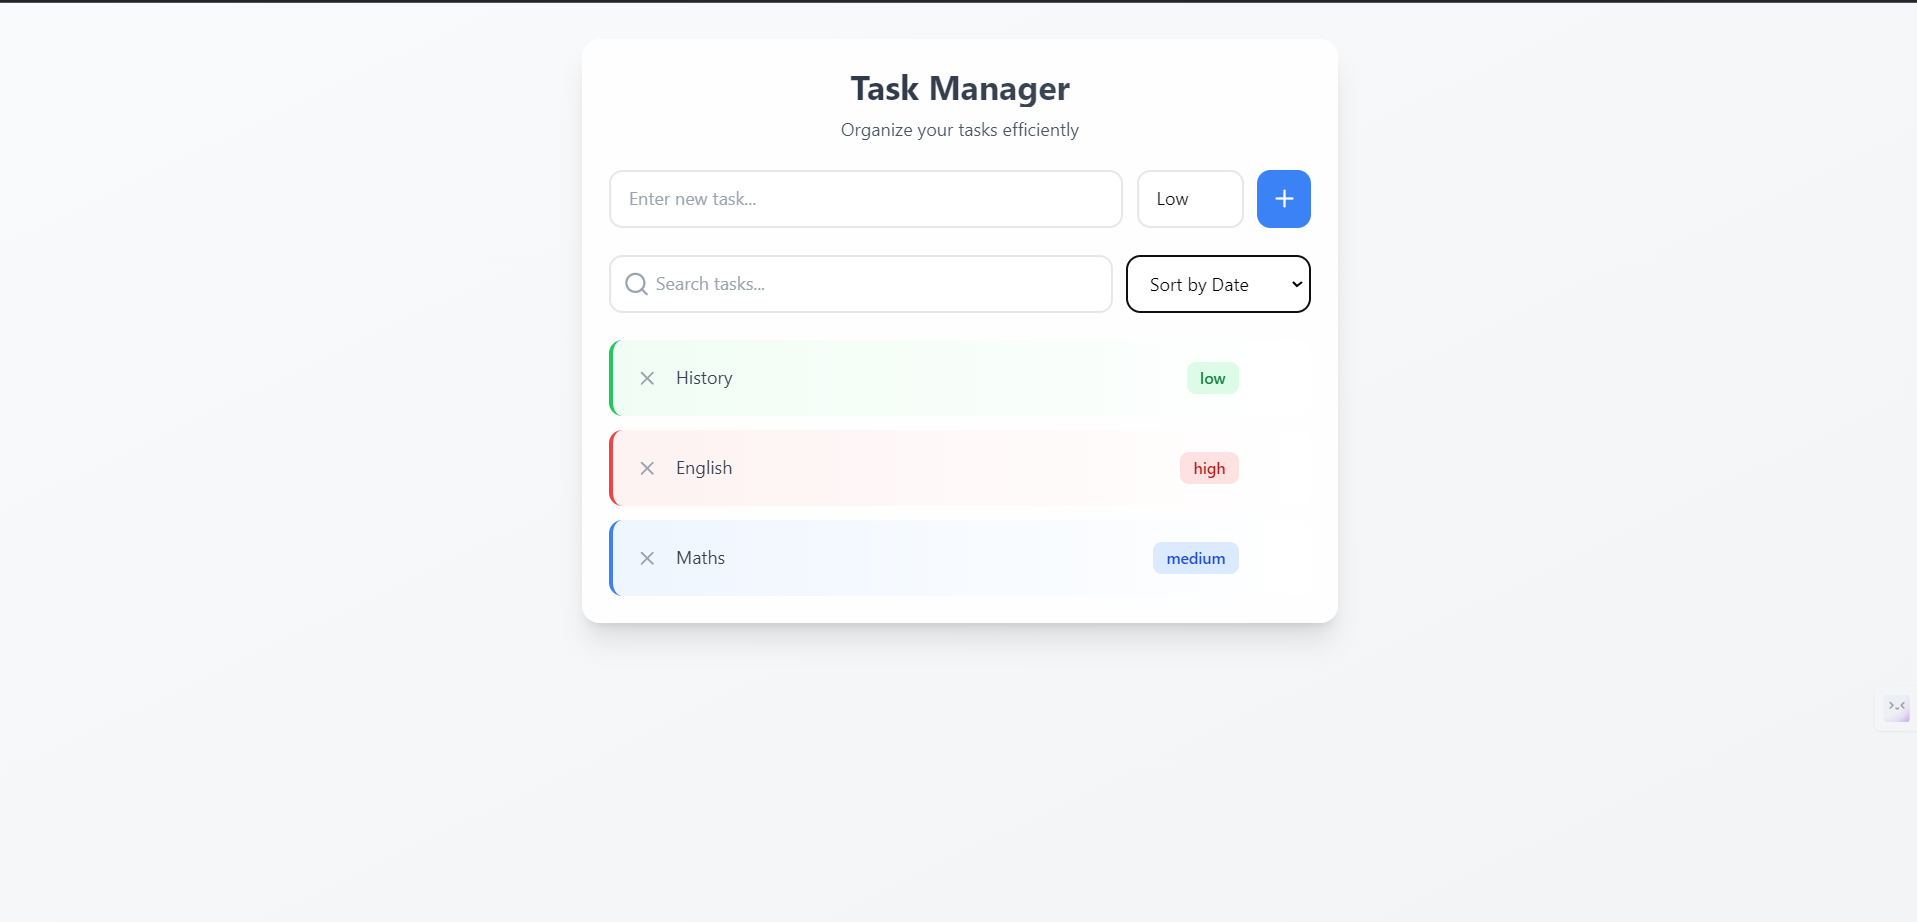 Task Manager
Organize your tasks efficiently
Enter new task...
Low
Search tasks...
Sort by Date
History
low
English
high
Maths
medium